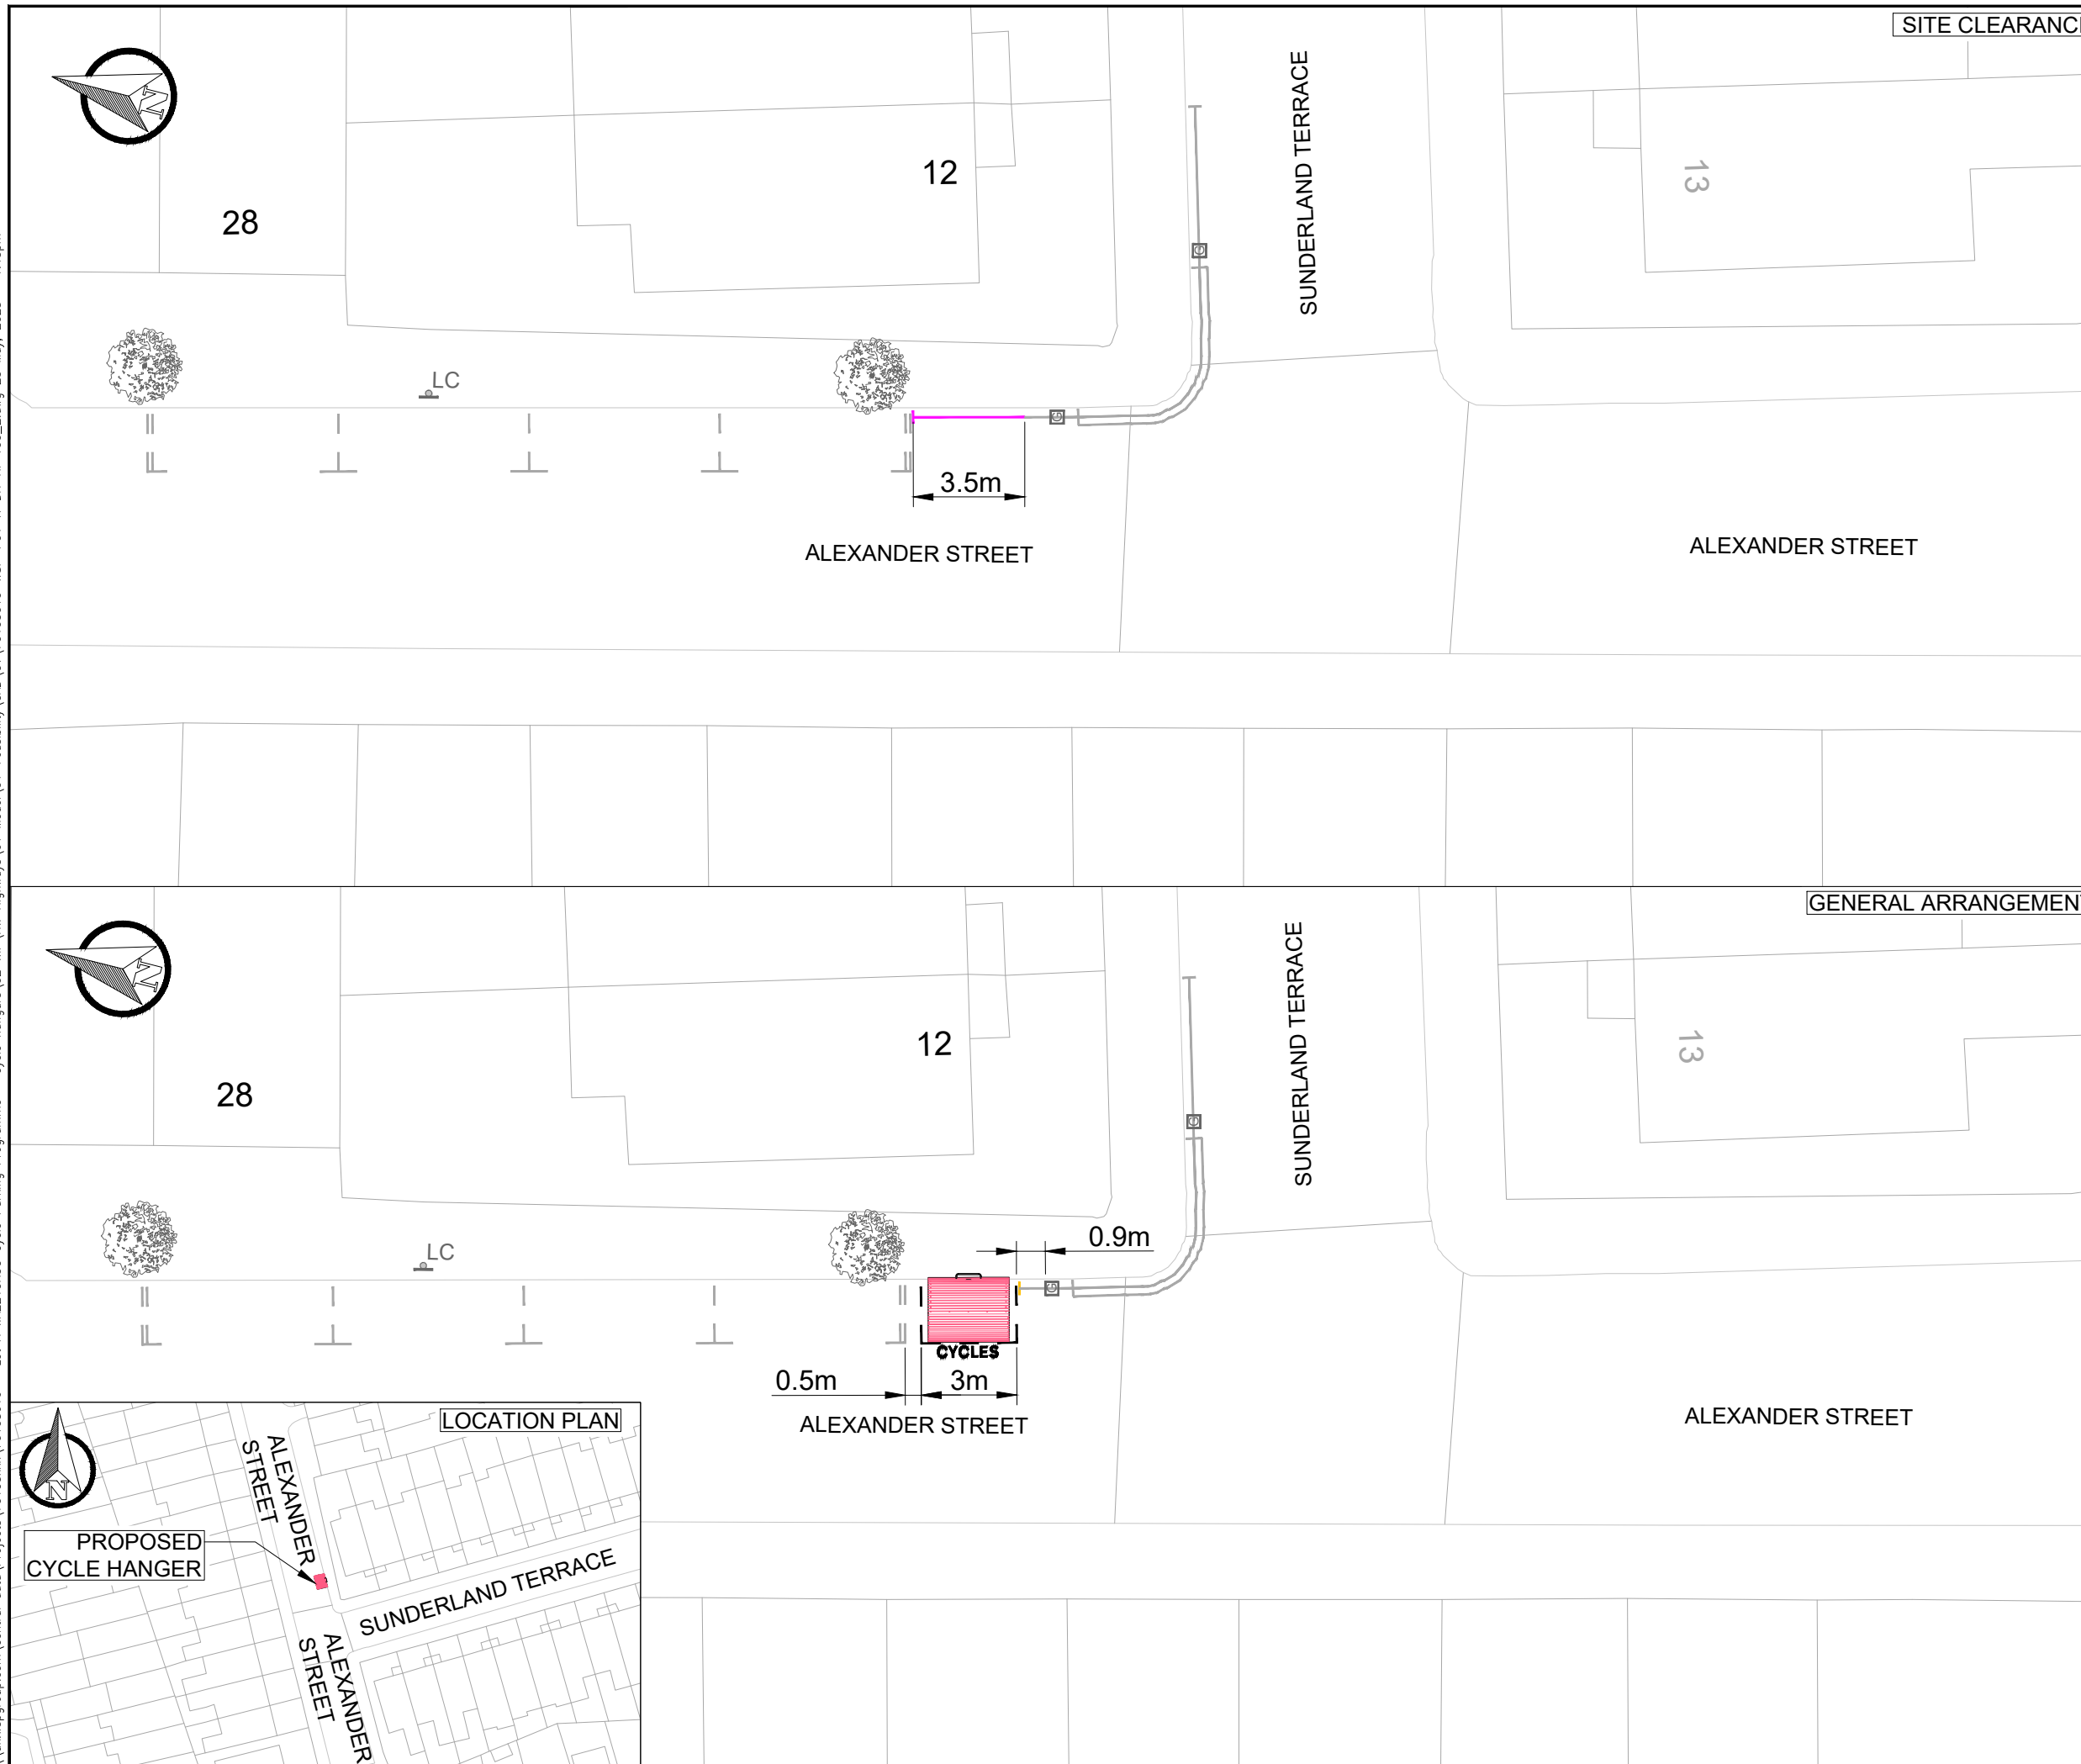 SITE CLEARANC
N
SUNDERLAND TERRACE
12
13
28
G
LC
G
3.5m
ALEXANDER STREET
ALEXANDER STREET
GENERAL ARRANGEMEN
N
SUNDERLAND TERRACE
12
13
28
G
LC
0.9m
G
CYCLES
0.5m
3m
ALEXANDER STREET
ALEXANDER STREET
LOCATION PLAN
N
ALEXANDER
STREET
PROPOSED
CYCLE HANGER
SUNDERLAND TERRACE
ALEXANDER
STREET